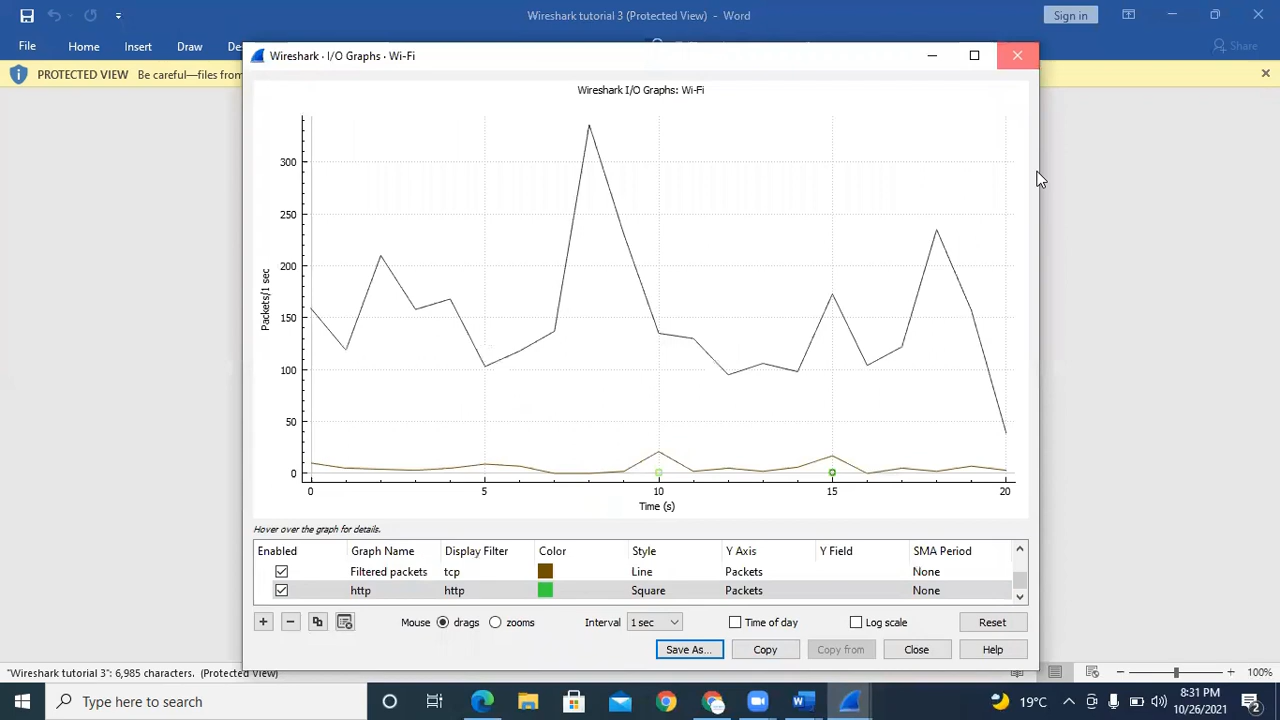 Wireshark tutorial 3 (Protected View) - Word
Sign in
File Home Insert Draw
Share
PROTECTED VIEW Be careful—files from
Wireshark · I/O Graphs · Wi-Fi
Wireshark I/O Graphs: Wi-Fi
Packets/1 sec
300
250
200
150
100
50
0
0 5 10 15 20
Time (s)
Hover over the graph for details.
Enabled Graph Name Display Filter Color Style Y Axis Y Field SMA Period
Filtered packets tcp Line Packets None
http http Square Packets None
Mouse drags zooms Interval 1 sec Time of day Log scale Reset
Save As... Copy Copy from Close Help
"Wireshark tutorial 3": 6,985 characters. (Protected View)
100%
Type here to search
19°C
8:31 PM
10/26/2021
2